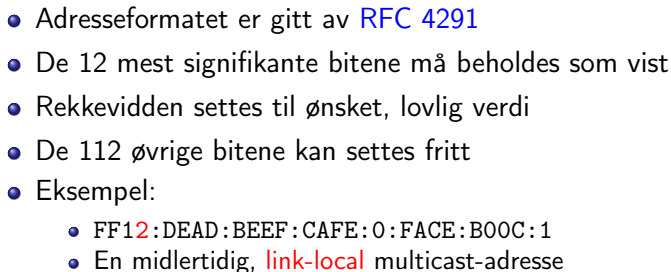 Adresseformatet er gitt av RFC 4291
De 12 mest signifikante bitene må beholdes som vist
Rekkevidden settes til ønsket, lovlig verdi
De 112 øvrige bitene kan settes fritt
Eksempel:
FF12:DEAD:BEEF:CAFE:0:FACE:B00C:1
En midlertidig, link-local multicast-adresse